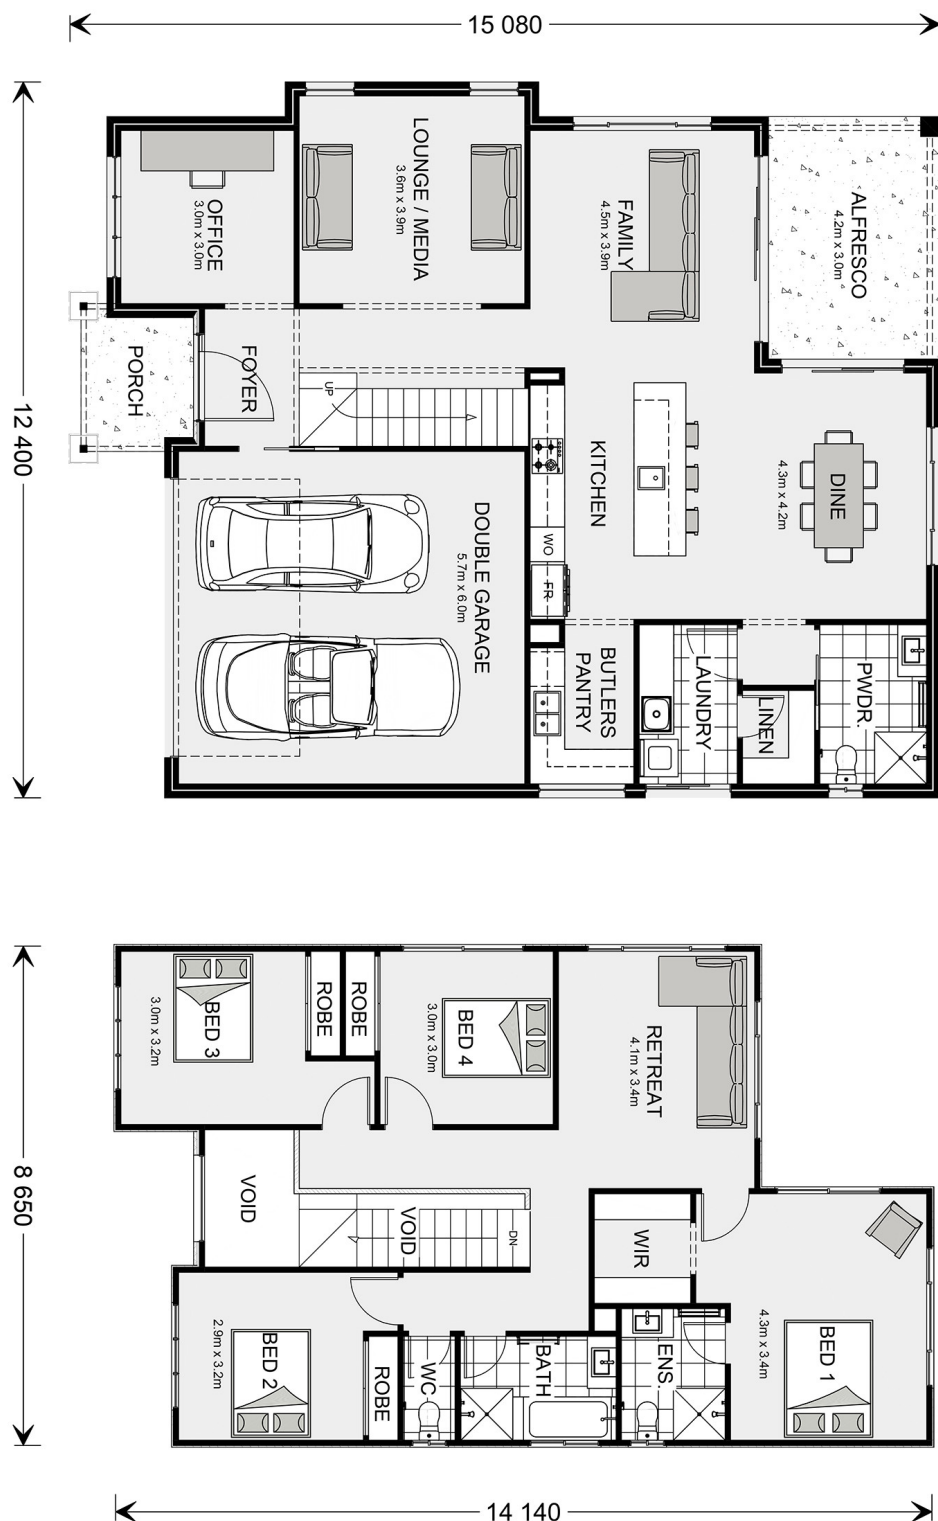 15 080
12 400
OFFICE
3.0m x 3.0m
LOUNGE / MEDIA
3.6m x 3.9m
FAMILY
4.5m x 3.9m
ALFRESCO
4.2m x 3.0m
PORCH
FOYER
UP
KITCHEN
WO
FR
DINE
4.3m x 4.2m
DOUBLE GARAGE
5.7m x 6.0m
BUTLERS
PANTRY
LAUNDRY
LINEN
PWDR.
8 650
BED 3
3.0m x 3.2m
ROBE
ROBE
BED 4
3.0m x 3.0m
RETREAT
4.1m x 3.4m
VOID
VOID
DN
WIR
BED 2
2.9m x 3.2m
ROBE
WC
BATH
ENS.
BED 1
4.3m x 3.4m
14 140